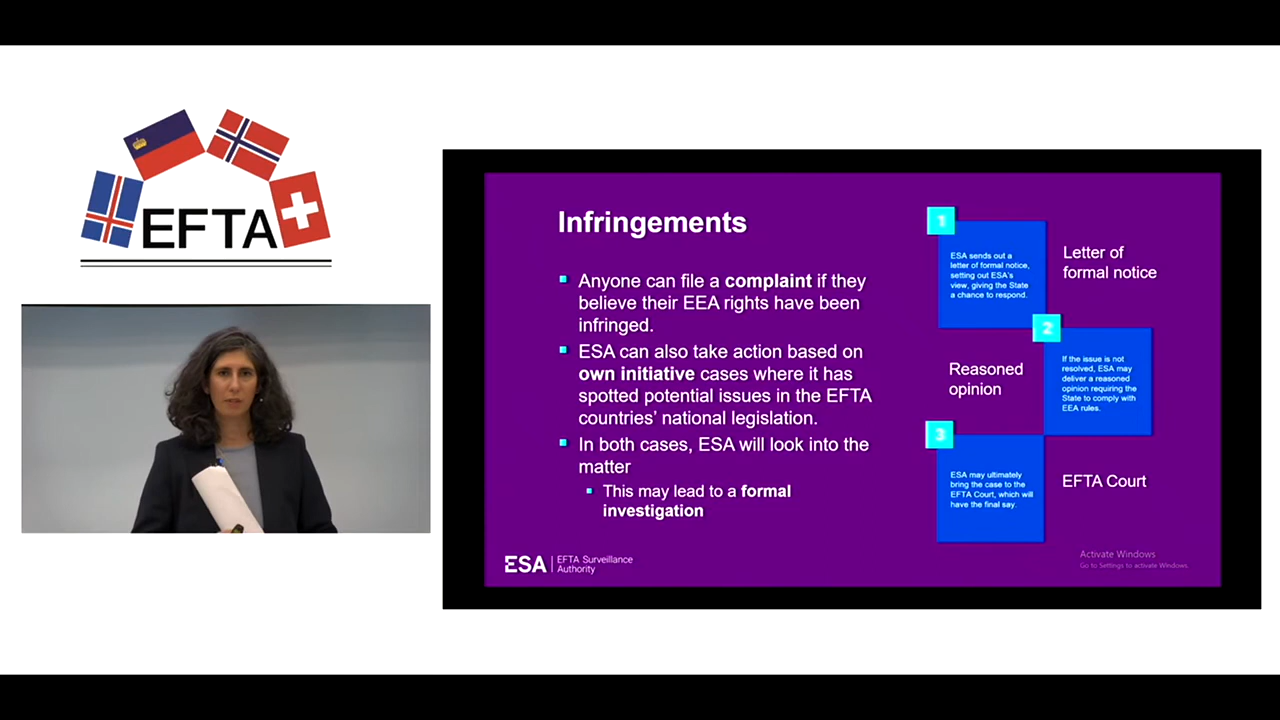 EFTA
Infringements
Anyone can file a complaint if they
believe their EEA rights have been
infringed.
ESA can also take action based on
own initiative cases where it has
spotted potential issues in the EFTA
countries’ national legislation.
In both cases, ESA will look into the
matter
This may lead to a formal
investigation
1
ESA sends out a
letter of formal notice,
setting out ESA's
view, giving the State
a chance to respond.
Letter of
formal notice
2
If the issue is not
resolved, ESA may
deliver a reasoned
opinion requiring the
State to comply with
EEA rules.
Reasoned
opinion
3
ESA may ultimately
bring the case to the
EFTA Court, which will
have the final say.
EFTA Court
ESA
EFTA Surveillance
Authority
Activate Windows
Go to Settings to activate Windows.